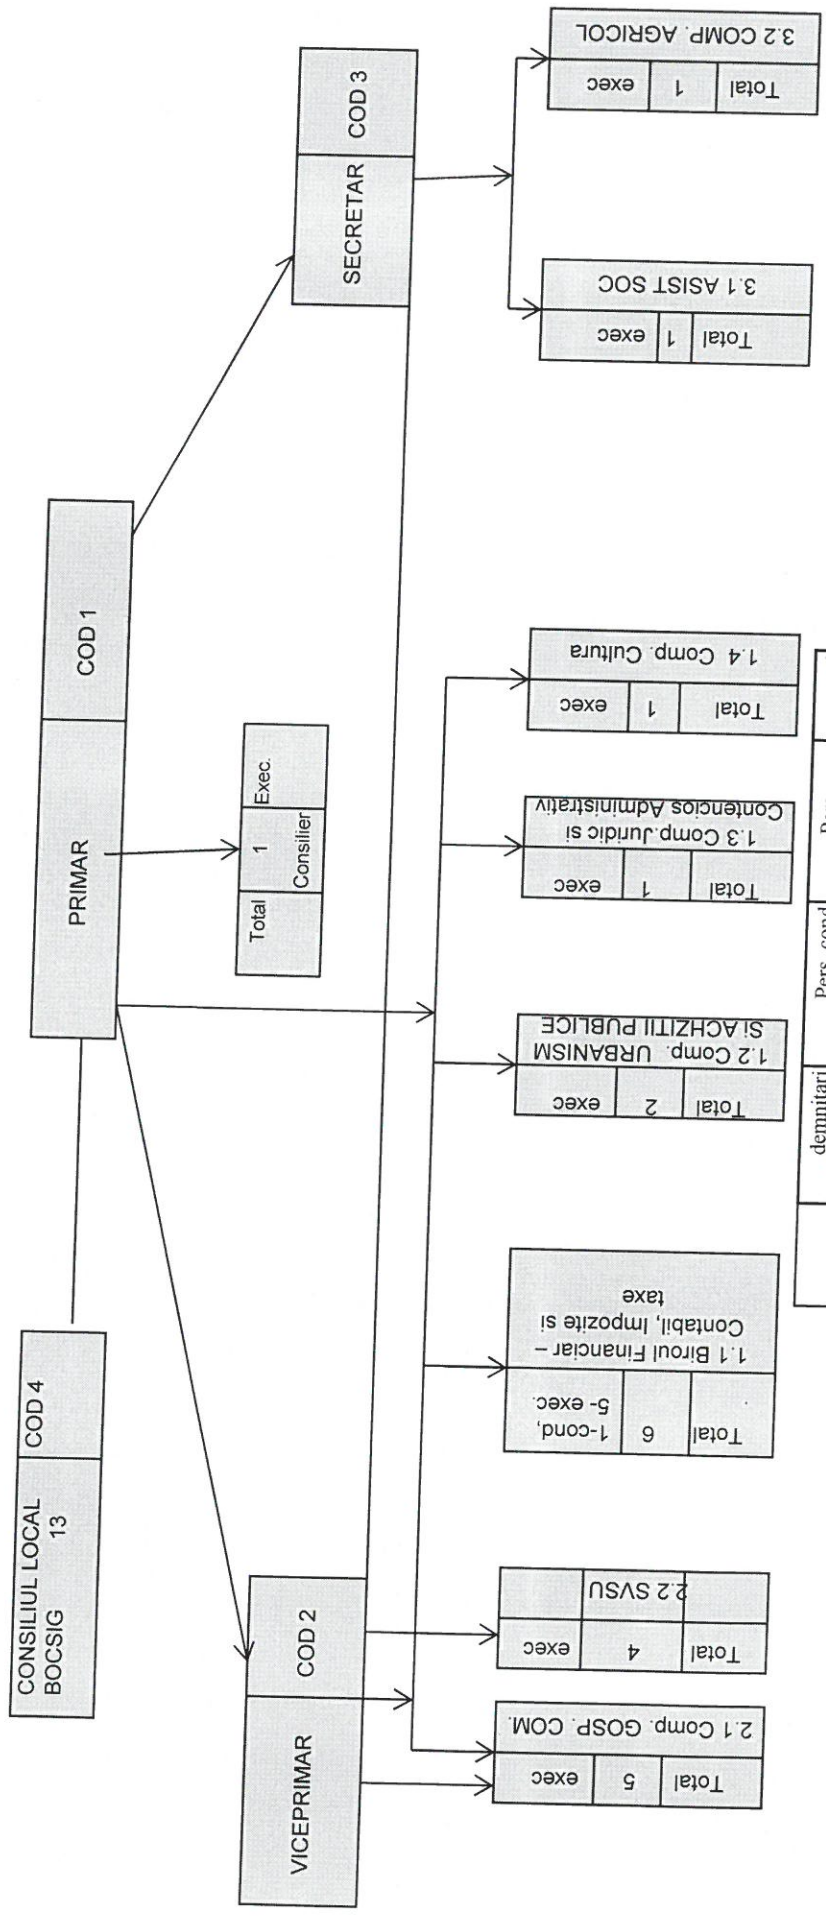 CONSILIUL LOCAL
BOCSIG 13
COD 4
PRIMAR
COD 1
Total
1
Exec.
Consilier
VICEPRIMAR
COD 2
SECRETAR
COD 3
2.1 Comp. GOSP. COM.
Total
5
exec
2.2 SVSU
Total
4
exec
1.1 Biroul Financiar –
Contabil, Impozite si
taxe
Total
6
1-cond,
5- exec.
1.2 Comp. URBANISM
Si ACHZITII PUBLICE
Total
2
exec
1.3 Comp.Juridic si
Contencios Administrativ
Total
1
exec
1.4 Comp. Cultura
Total
1
exec
3.1 ASIST SOC
Total
1
exec
3.2 COMP. AGRICOL
Total
1
exec
demnitari
Pers. cond